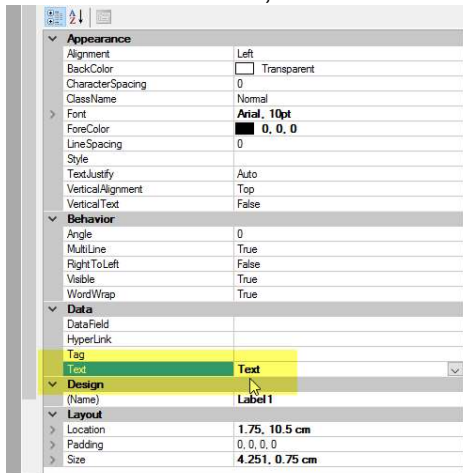 Appearance
Alignment Left
BackColor Transparent
CharacterSpacing 0
ClassName Normal
Font Arial, 10pt
ForeColor 0, 0, 0
LineSpacing 0
Style
TextJustify Auto
VerticalAlignment Top
VerticalText False
Behavior
Angle 0
MultiLine True
RightToLeft False
Visible True
WordWrap True
Data
DataField
HyperLink
Tag
Text Text
Design
(Name) Label1
Layout
Location 1.75, 10.5 cm
Padding 0, 0, 0, 0
Size 4.251, 0.75 cm